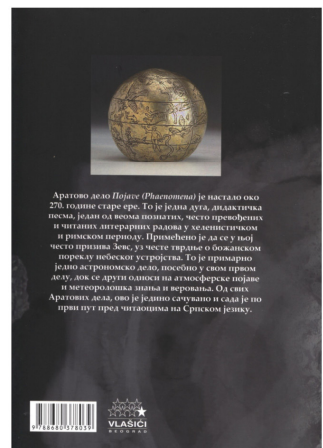 Аратово дело Појаве (Phaenomena) је настало око
270. године старе ере. То је једна дуга, дидактичка
песма, један од веома познатих, често превођених
и читаних литерарних радова у хеленистичком
и римском периоду. Примећено је да се у њој
често призива Зевс, уз честе тврдње о божанском
пореклу небеског устројства. То је примарно
једно астрономско дело, посебно у свом првом
делу, док се други односи на атмосферске појаве
и метеоролошка знања и веровања. Од свих
Аратових дела, ово је једино сачувано и сада је по
први пут пред читаоцима на Српском језику.
9788680378039
VLAŠIĆI
BEOGRAD